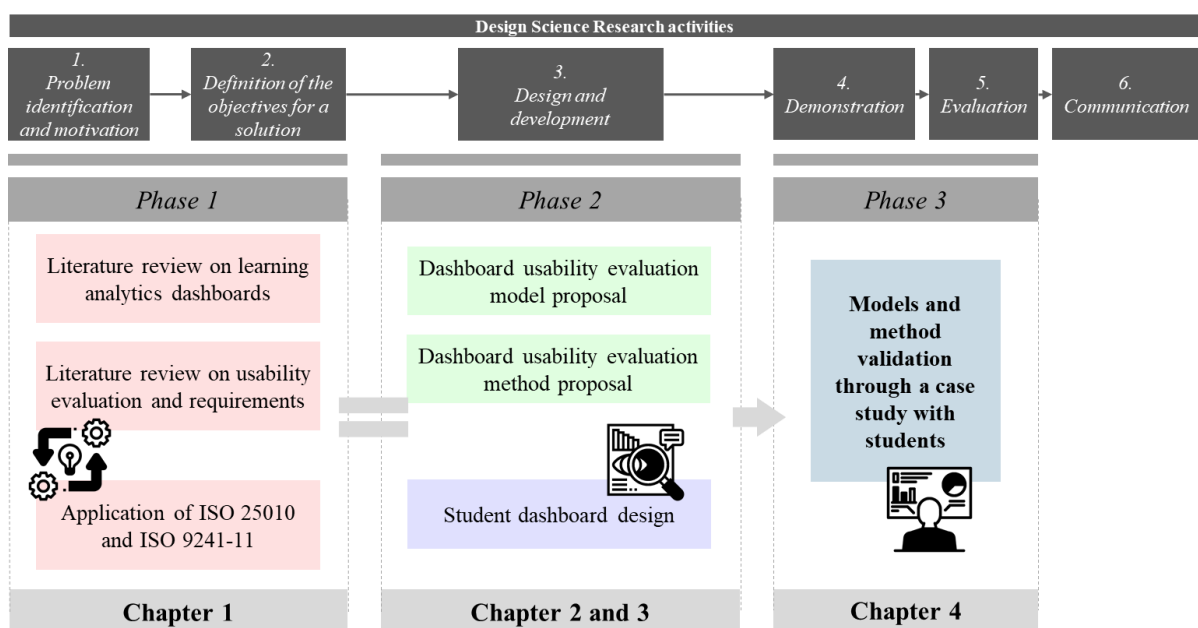 Design Science Research activities
1.
Problem
identification
and motivation
2.
Definition of the
objectives for a
solution
3.
Design and
development
4.
Demonstration
5.
Evaluation
6.
Communication
Phase 1
Literature review on learning
analytics dashboards
Literature review on usability
evaluation and requirements
Application of ISO 25010
and ISO 9241-11
Chapter 1
Phase 2
Dashboard usability evaluation
model proposal
Dashboard usability evaluation
method proposal
Student dashboard design
Chapter 2 and 3
Phase 3
Models and
method
validation
through a case
study with
students
Chapter 4